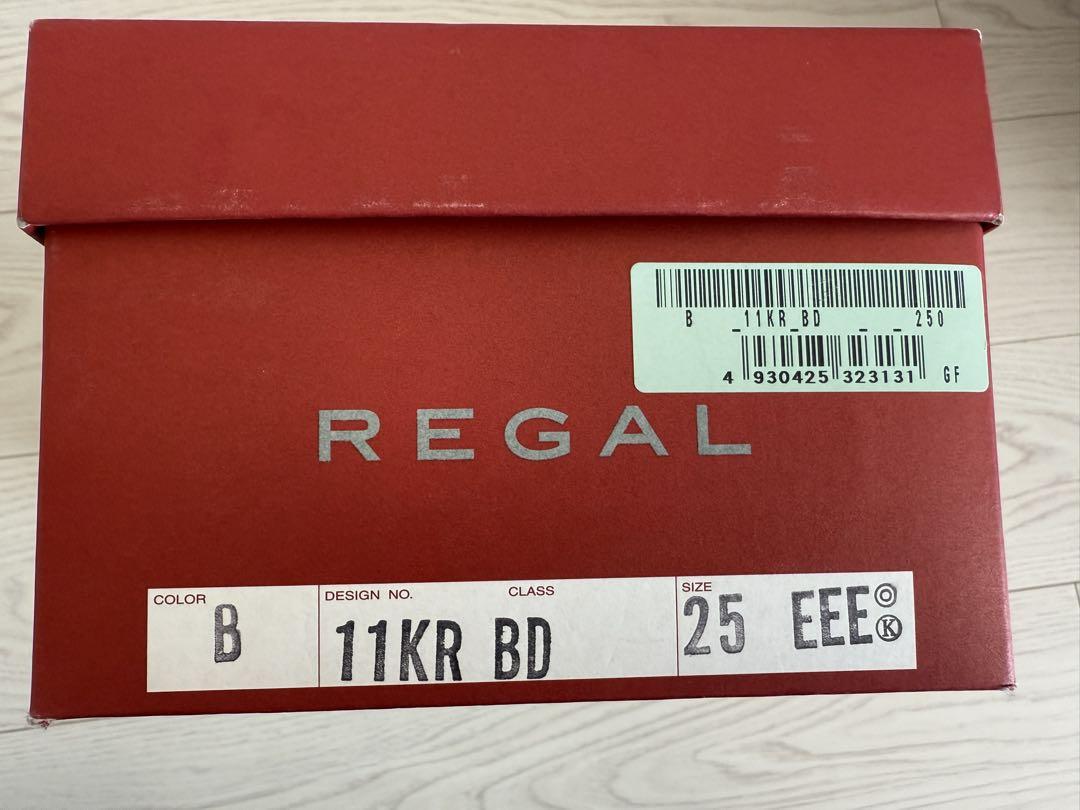 B _11KR_BD _ _ 250
4 930425 323131 GF
REGAL
COLOR DESIGN NO. CLASS SIZE
B 11KR BD 25 EEE ◎
Ⓚ